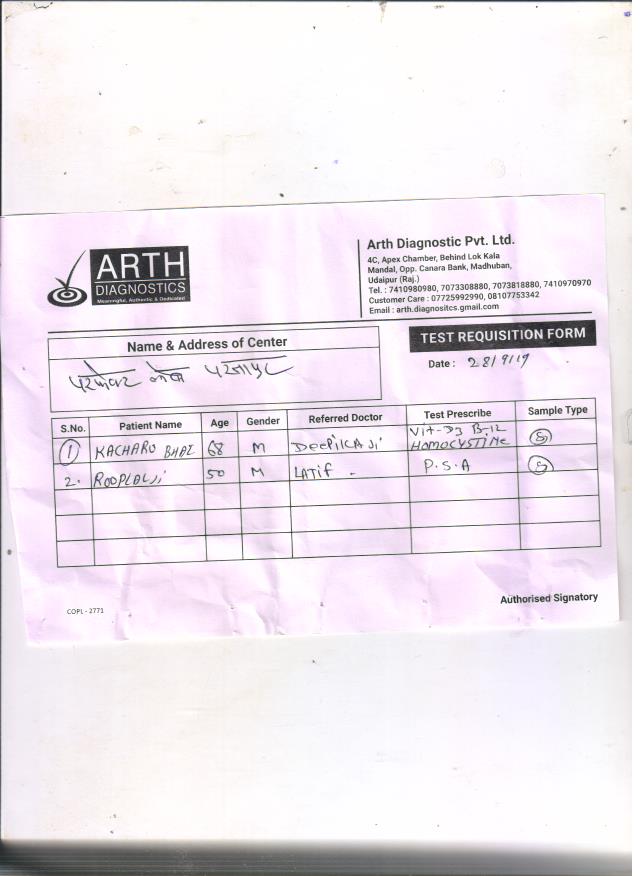 ARTH
DIAGNOSTICS
Meaningful, Authentic & Dedicated
Arth Diagnostic Pvt. Ltd.
4C, Apex Chamber, Behind Lok Kala
Mandal, Opp. Canara Bank, Madhuban,
Udaipur (Raj.)
Tel. : 7410980980, 7073308880, 7073818880, 7410970970
Customer Care : 07725992990, 08107753342
Email : arth.diagnositcs.gmail.com
TEST REQUISITION FORM
Name & Address of Center
Date : 28/9/19
S.No. Patient Name Age Gender Referred Doctor Test Prescribe Sample Type
1 KACHARU BHAI 68 M DEEPIKA Ji Vit-D3 B-12 HOMOCYSTINE S
2. ROOPLAL Ji 50 M LATIF - P.S.A S
Authorised Signatory
COPL - 2771